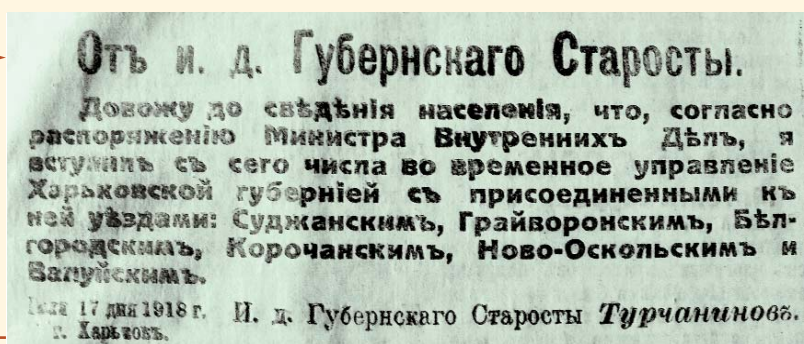 Отъ и. д. Губернскаго Старосты.
Довожу до свѣдѣнія населенія, что, согласно
распоряженію Министра Внутреннихъ Дѣлъ, я
вступилъ съ сего числа во временное управленіе
Харьковской губерніей съ присоединенными къ
ней уѣздами: Суджанскимъ, Грайворонскимъ, Бѣл-
городскимъ, Корочанскимъ, Ново-Оскольскимъ и
Валуйскимъ.
17 дня 1918 г.
г. Харьковъ.
И. д. Губернскаго Старосты Турчаниновъ.